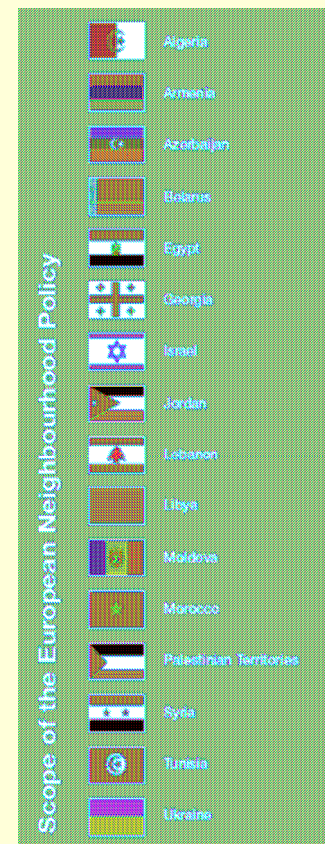 Scope of the European Neighbourhood Policy
Algeria
Armenia
Azerbaijan
Belarus
Egypt
Georgia
Israel
Jordan
Lebanon
Libya
Moldova
Morocco
Palestinian Territories
Syria
Tunisia
Ukraine